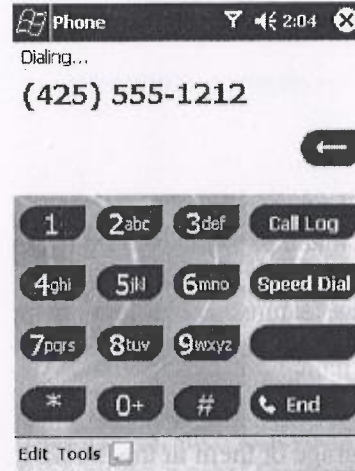 Phone 2:04
Dialing...
(425) 555-1212
1 2abc 3def Call Log
4ghi 5jkl 6mno Speed Dial
7pqrs 8tuv 9wxyz
* 0+ # End
Edit Tools